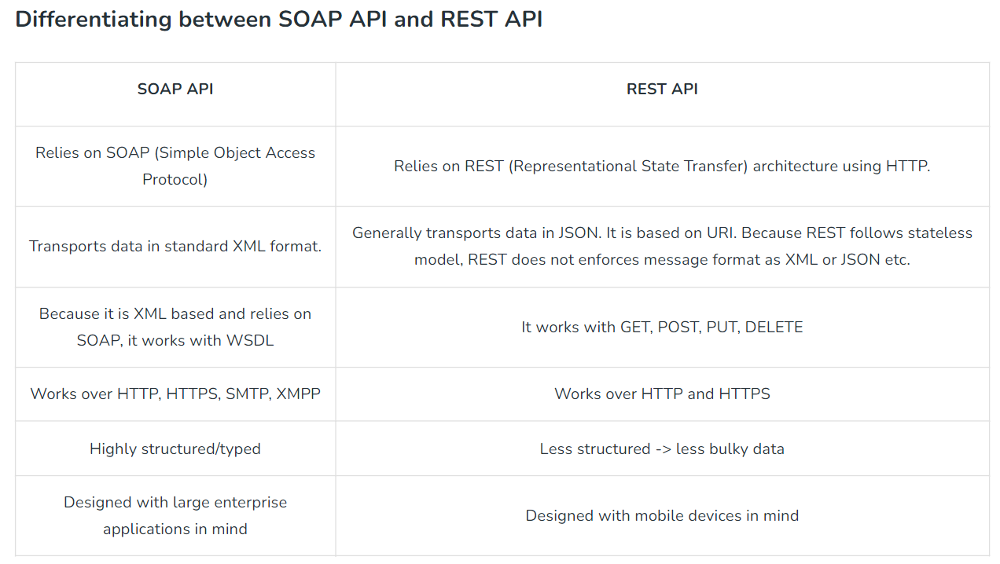 Differentiating between SOAP API and REST API
SOAP API
REST API
Relies on SOAP (Simple Object Access
Protocol)
Relies on REST (Representational State Transfer) architecture using HTTP.
Transports data in standard XML format.
Generally transports data in JSON. It is based on URI. Because REST follows stateless
model, REST does not enforces message format as XML or JSON etc.
Because it is XML based and relies on
SOAP, it works with WSDL
It works with GET, POST, PUT, DELETE
Works over HTTP, HTTPS, SMTP, XMPP
Works over HTTP and HTTPS
Highly structured/typed
Less structured -> less bulky data
Designed with large enterprise
applications in mind
Designed with mobile devices in mind